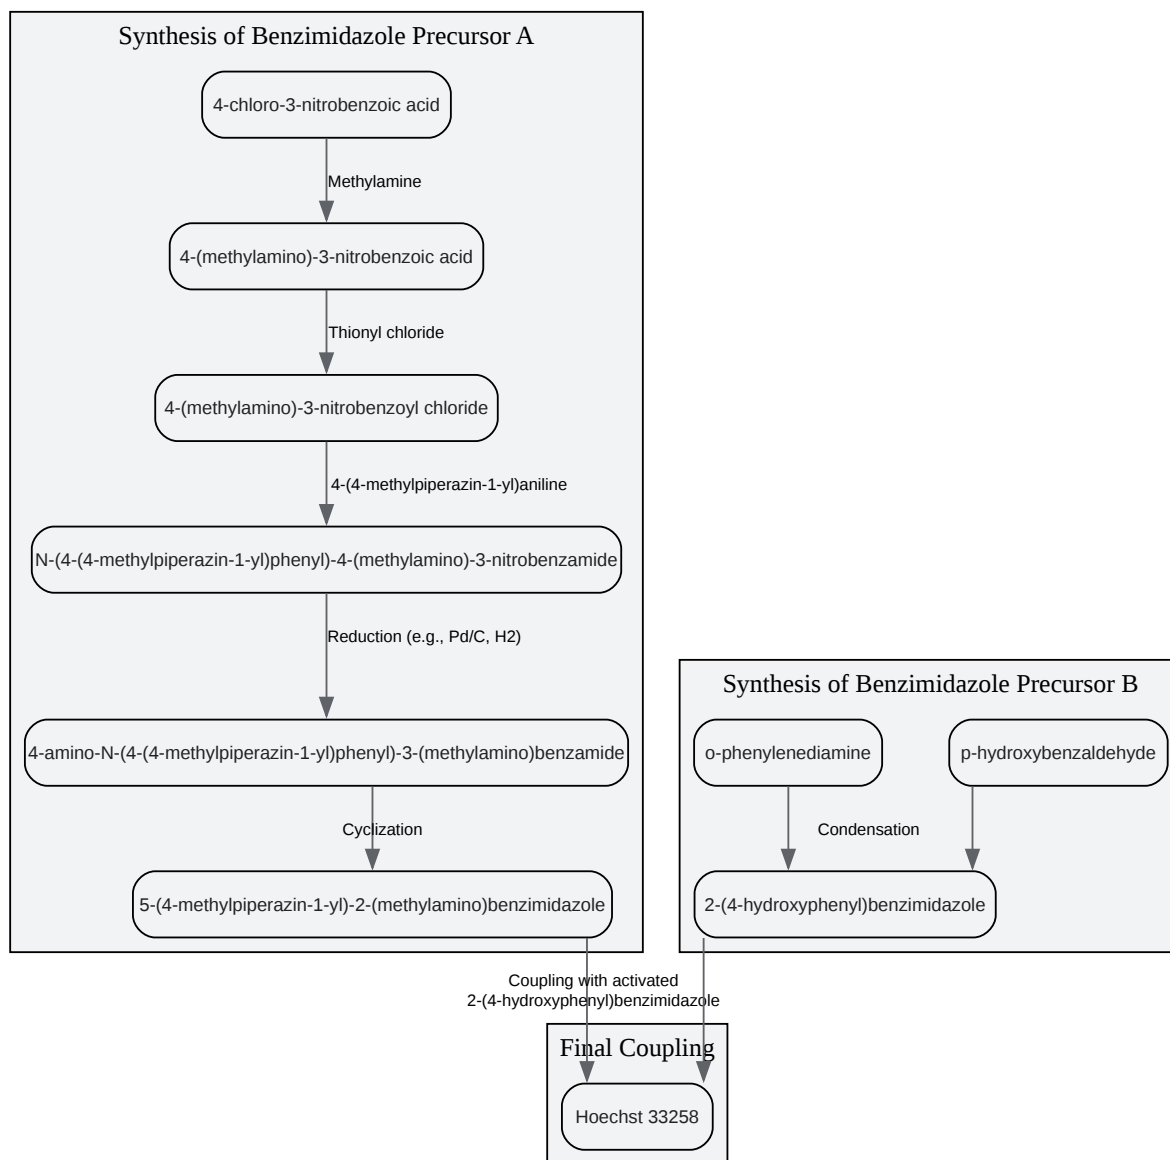 Synthesis of Benzimidazole Precursor A
4-chloro-3-nitrobenzoic acid
Methylamine
4-(methylamino)-3-nitrobenzoic acid
Thionyl chloride
4-(methylamino)-3-nitrobenzoyl chloride
4-(4-methylpiperazin-1-yl)aniline
N-(4-(4-methylpiperazin-1-yl)phenyl)-4-(methylamino)-3-nitrobenzamide
Reduction (e.g., Pd/C, H2)
4-amino-N-(4-(4-methylpiperazin-1-yl)phenyl)-3-(methylamino)benzamide
Cyclization
5-(4-methylpiperazin-1-yl)-2-(methylamino)benzimidazole
Synthesis of Benzimidazole Precursor B
o-phenylenediamine
p-hydroxybenzaldehyde
Condensation
2-(4-hydroxyphenyl)benzimidazole
Coupling with activated
2-(4-hydroxyphenyl)benzimidazole
Final Coupling
Hoechst 33258